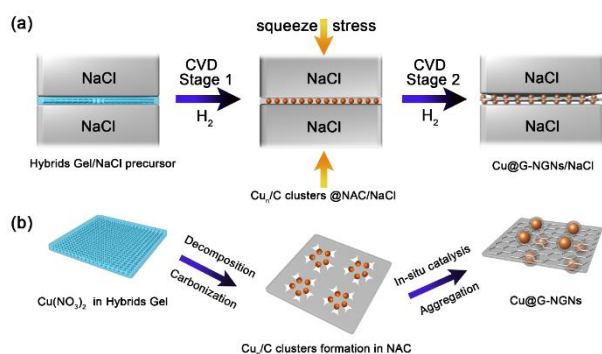 (a)
squeeze stress
NaCl
NaCl
Hybrids Gel/NaCl precursor
CVD
Stage 1
H₂
NaCl
NaCl
Cuₙ/C clusters @NAC/NaCl
CVD
Stage 2
H₂
NaCl
NaCl
Cu@G-NGNs/NaCl
(b)
Cu(NO₃)₂ in Hybrids Gel
Decomposition
Carbonization
Cuₙ/C clusters formation in NAC
In-situ catalysis
Aggregation
Cu@G-NGNs